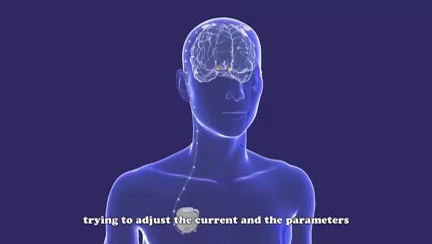 trying to adjust the current and the parameters